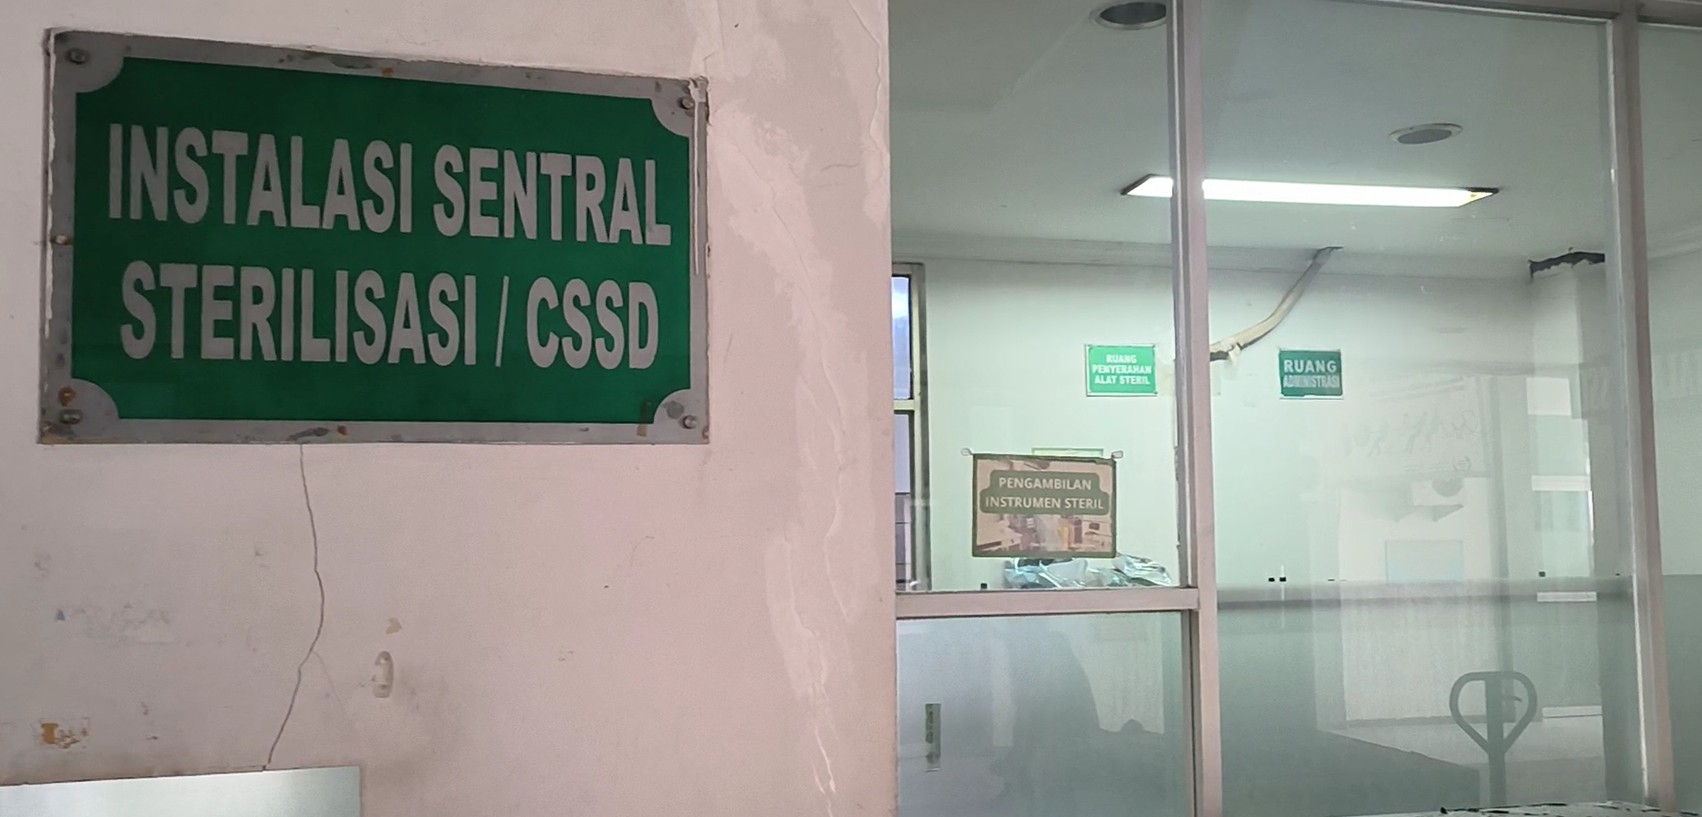 INSTALASI SENTRAL
STERILISASI / CSSD
RUANG
PENYERAHAN
ALAT STERIL
RUANG
ADMINISTRASI
PENGAMBILAN
INSTRUMEN STERIL